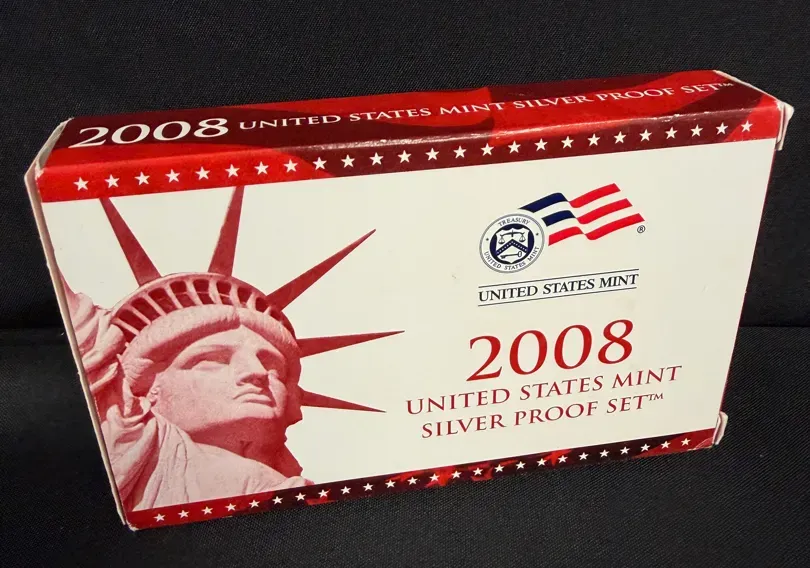 2008 UNITED STATES MINT SILVER PROOF SET™
TREASURY
UNITED STATES MINT
®
UNITED STATES MINT
2008
UNITED STATES MINT
SILVER PROOF SET™